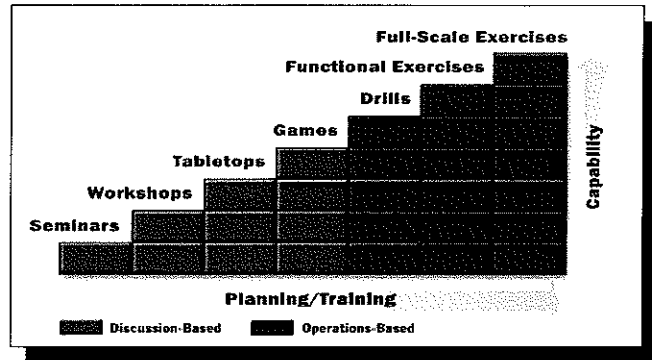 Full-Scale Exercises
Functional Exercises
Drills
Games
Tabletops
Workshops
Seminars
Capability
Planning/Training
Discussion-Based
Operations-Based